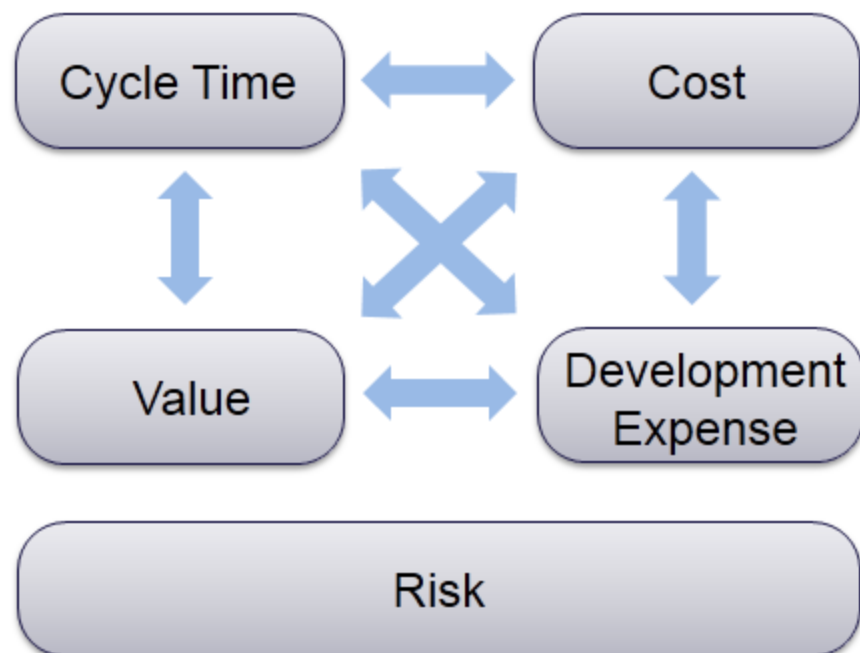 Cycle Time
Cost
Value
Development
Expense
Risk